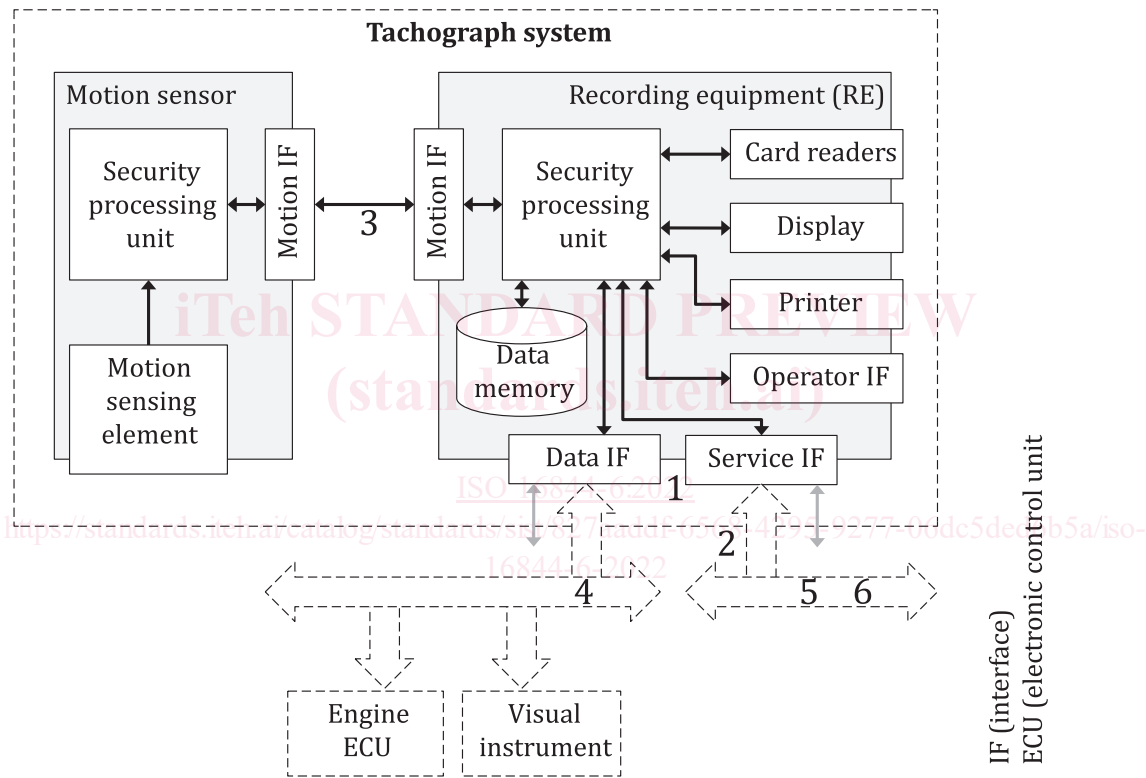 Tachograph system
Motion sensor
Recording equipment (RE)
Security
processing
unit
Motion IF
3
Motion IF
Security
processing
unit
Card readers
Display
Printer
Operator IF
Motion
sensing
element
Data
memory
Data IF
Service IF
iTeh STANDARD PREVIEW
(standards.iteh.ai)
ISO 16844-6:2022
1
2
16844-6-2022
4
5 6
Engine
ECU
Visual
instrument
IF (interface)
ECU (electronic control unit